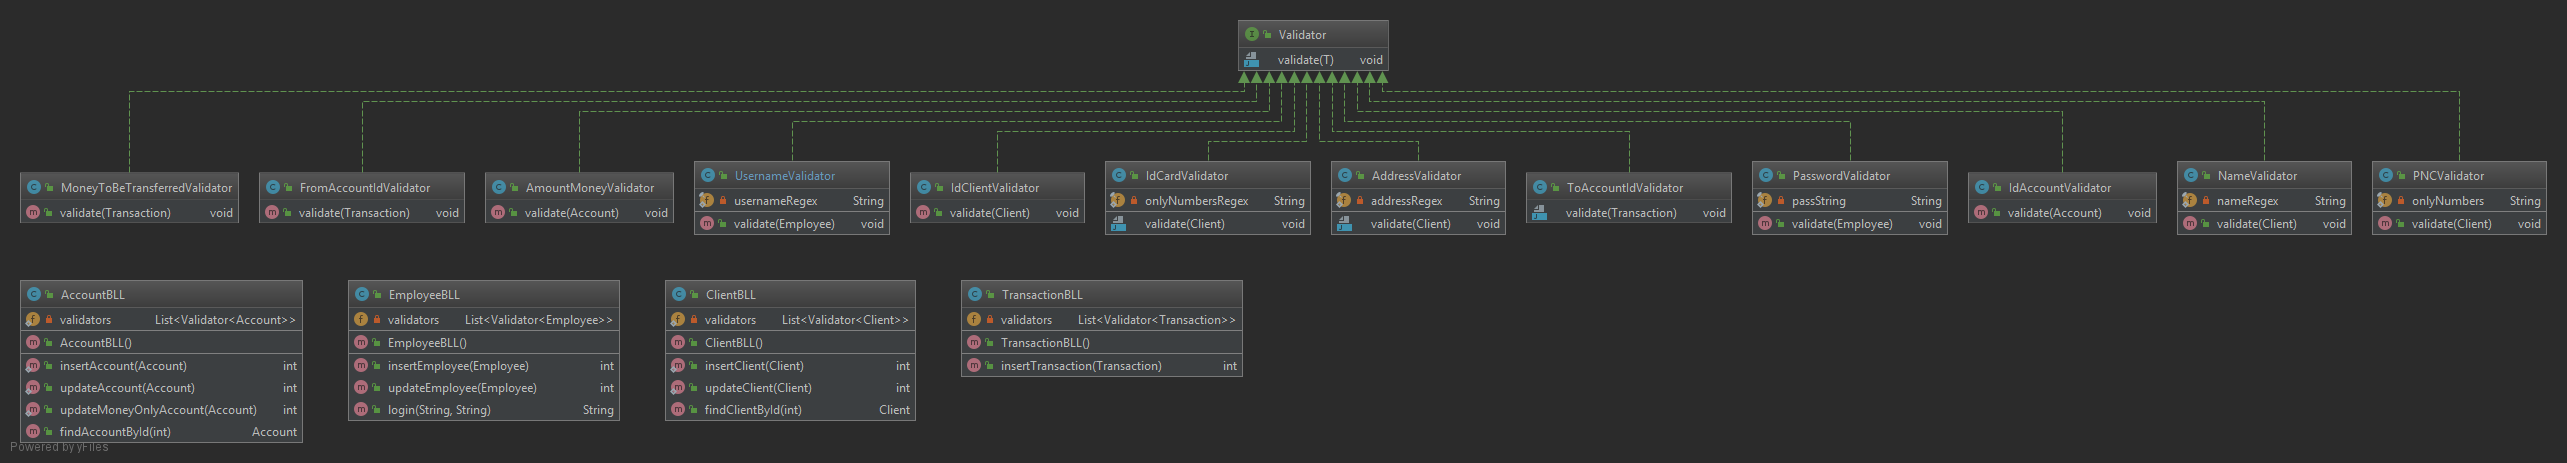 Validator
validate(T) void
MoneyToBeTransferredValidator
validate(Transaction) void
FromAccountIdValidator
validate(Transaction) void
AmountMoneyValidator
validate(Account) void
UsernameValidator
usernameRegex String
validate(Employee) void
IdClientValidator
validate(Client) void
IdCardValidator
onlyNumbersRegex String
validate(Client) void
AddressValidator
addressRegex String
validate(Client) void
ToAccountIdValidator
validate(Transaction) void
PasswordValidator
passString String
validate(Employee) void
IdAccountValidator
validate(Account) void
NameValidator
nameRegex String
validate(Client) void
PNCValidator
onlyNumbers String
validate(Client) void
AccountBLL
validators List<Validator<Account>>
AccountBLL()
insertAccount(Account) int
updateAccount(Account) int
updateMoneyOnlyAccount(Account) int
findAccountById(int) Account
EmployeeBLL
validators List<Validator<Employee>>
EmployeeBLL()
insertEmployee(Employee) int
updateEmployee(Employee) int
login(String, String) String
ClientBLL
validators List<Validator<Client>>
ClientBLL()
insertClient(Client) int
updateClient(Client) int
findClientById(int) Client
TransactionBLL
validators List<Validator<Transaction>>
TransactionBLL()
insertTransaction(Transaction) int
Powered by yFiles